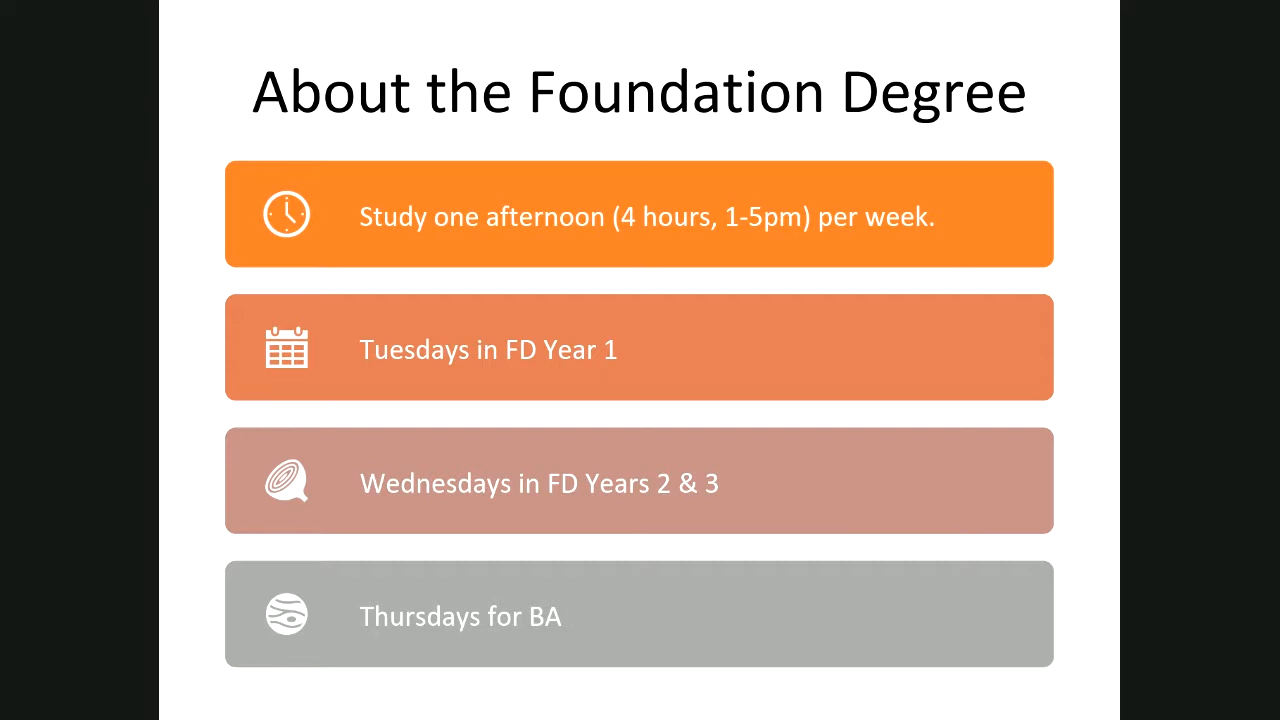 About the Foundation Degree
Study one afternoon (4 hours, 1-5pm) per week.
Tuesdays in FD Year 1
Wednesdays in FD Years 2 & 3
Thursdays for BA